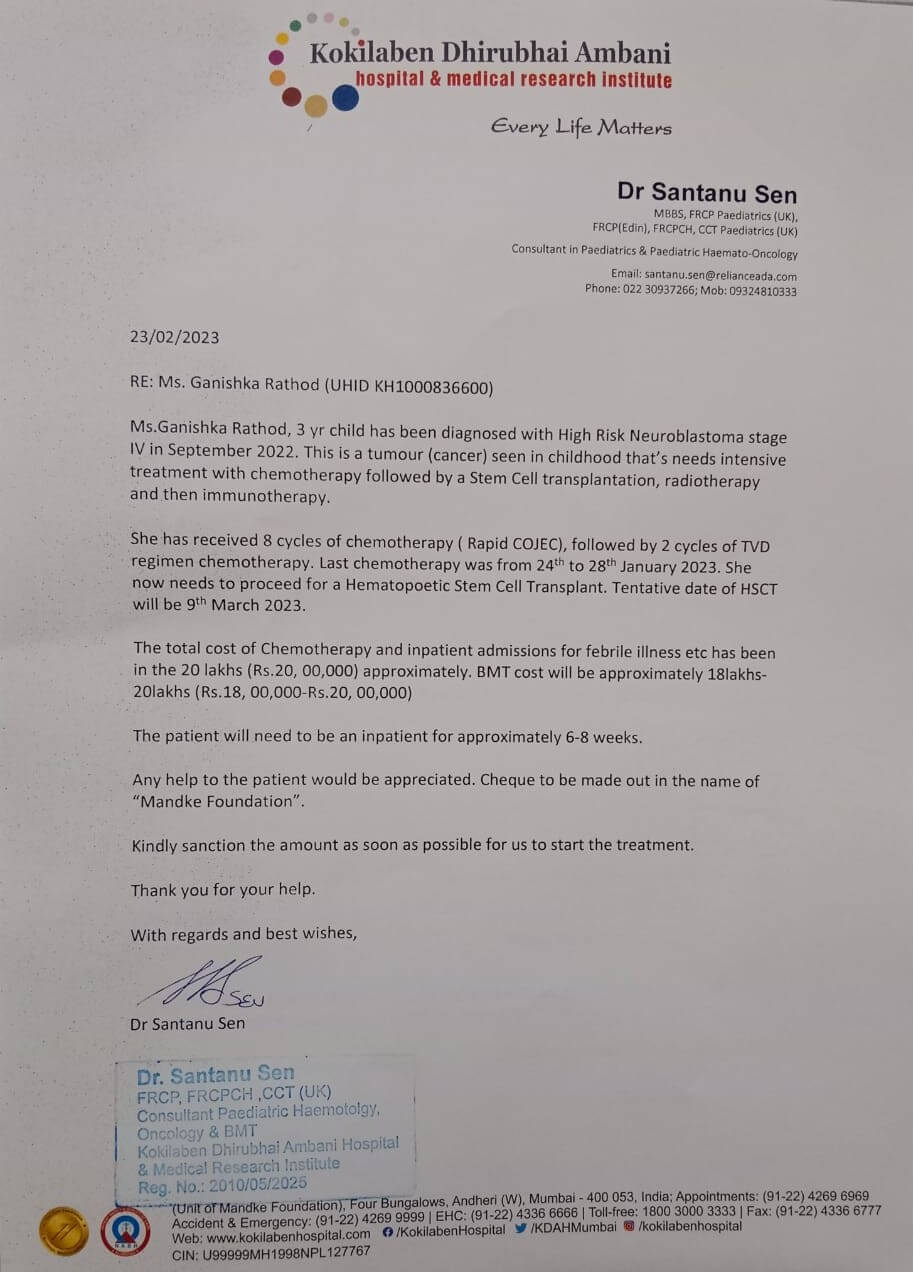 Kokilaben Dhirubhai Ambani
hospital & medical research institute
Every Life Matters
Dr Santanu Sen
MBBS, FRCP Paediatrics (UK),
FRCP(Edin), FRCPCH, CCT Paediatrics (UK)
Consultant in Paediatrics & Paediatric Haemato-Oncology
Email: santanu.sen@relianceada.com
Phone: 022 30937266; Mob: 09324810333
23/02/2023
RE: Ms. Ganishka Rathod (UHID KH1000836600)
Ms.Ganishka Rathod, 3 yr child has been diagnosed with High Risk Neuroblastoma stage
IV in September 2022. This is a tumour (cancer) seen in childhood that's needs intensive
treatment with chemotherapy followed by a Stem Cell transplantation, radiotherapy
and then immunotherapy.
She has received 8 cycles of chemotherapy ( Rapid COJEC), followed by 2 cycles of TVD
regimen chemotherapy. Last chemotherapy was from 24th to 28th January 2023. She
now needs to proceed for a Hematopoetic Stem Cell Transplant. Tentative date of HSCT
will be 9th March 2023.
The total cost of Chemotherapy and inpatient admissions for febrile illness etc has been
in the 20 lakhs (Rs.20, 00,000) approximately. BMT cost will be approximately 18lakhs-
20lakhs (Rs.18, 00,000-Rs.20, 00,000)
The patient will need to be an inpatient for approximately 6-8 weeks.
Any help to the patient would be appreciated. Cheque to be made out in the name of
“Mandke Foundation”.
Kindly sanction the amount as soon as possible for us to start the treatment.
Thank you for your help.
With regards and best wishes,
SEN
Dr Santanu Sen
Dr. Santanu Sen
FRCP, FRCPCH ,CCT (UK)
Consultant Paediatric Haemotolgy,
Oncology & BMT
Kokilaben Dhirubhai Ambani Hospital
& Medical Research Institute
Reg. No.: 2010/05/2025
(Unit of Mandke Foundation), Four Bungalows, Andheri (W), Mumbai - 400 053, India; Appointments: (91-22) 4269 6969
Accident & Emergency: (91-22) 4269 9999 | EHC: (91-22) 4336 6666 | Toll-free: 1800 3000 3333 | Fax: (91-22) 4336 6777
Web: www.kokilabenhospital.com /KokilabenHospital /KDAHMumbai /kokilabenhospital
CIN: U99999MH1998NPL127767